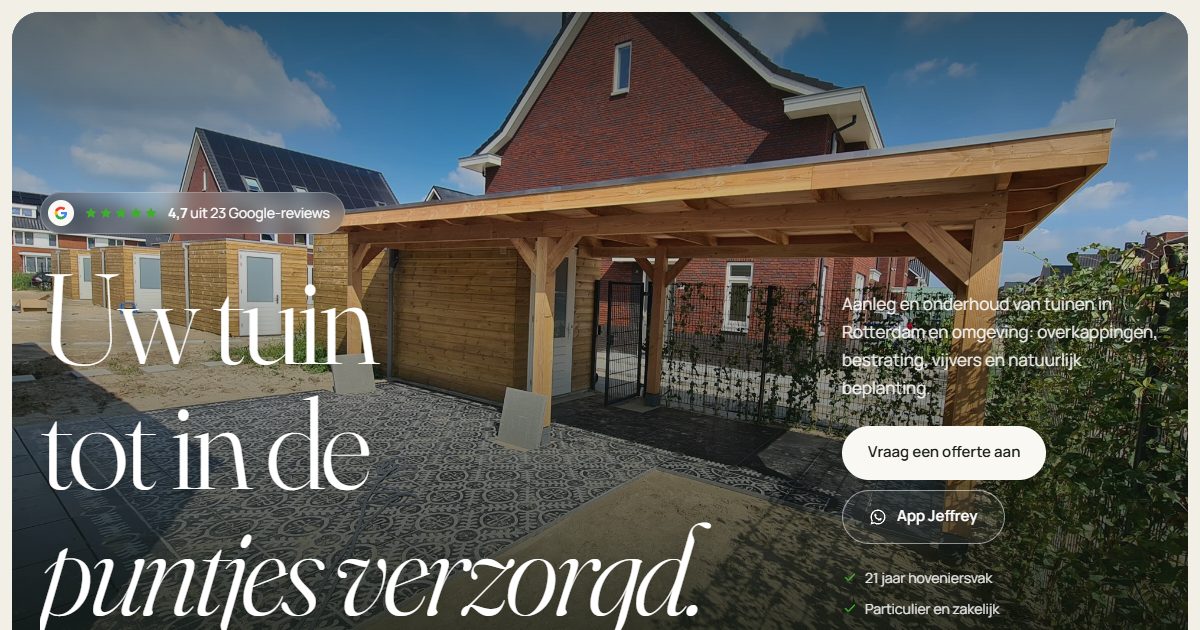 4,7 uit 23 Google-reviews
Uw tuin
tot in de
puntjes verzorgd.
Aanleg en onderhoud van tuinen in
Rotterdam en omgeving: overkappingen,
bestrating, vijvers en natuurlijk
beplanting.
Vraag een offerte aan
App Jeffrey
21 jaar hoveniersvak
Particulier en zakelijk